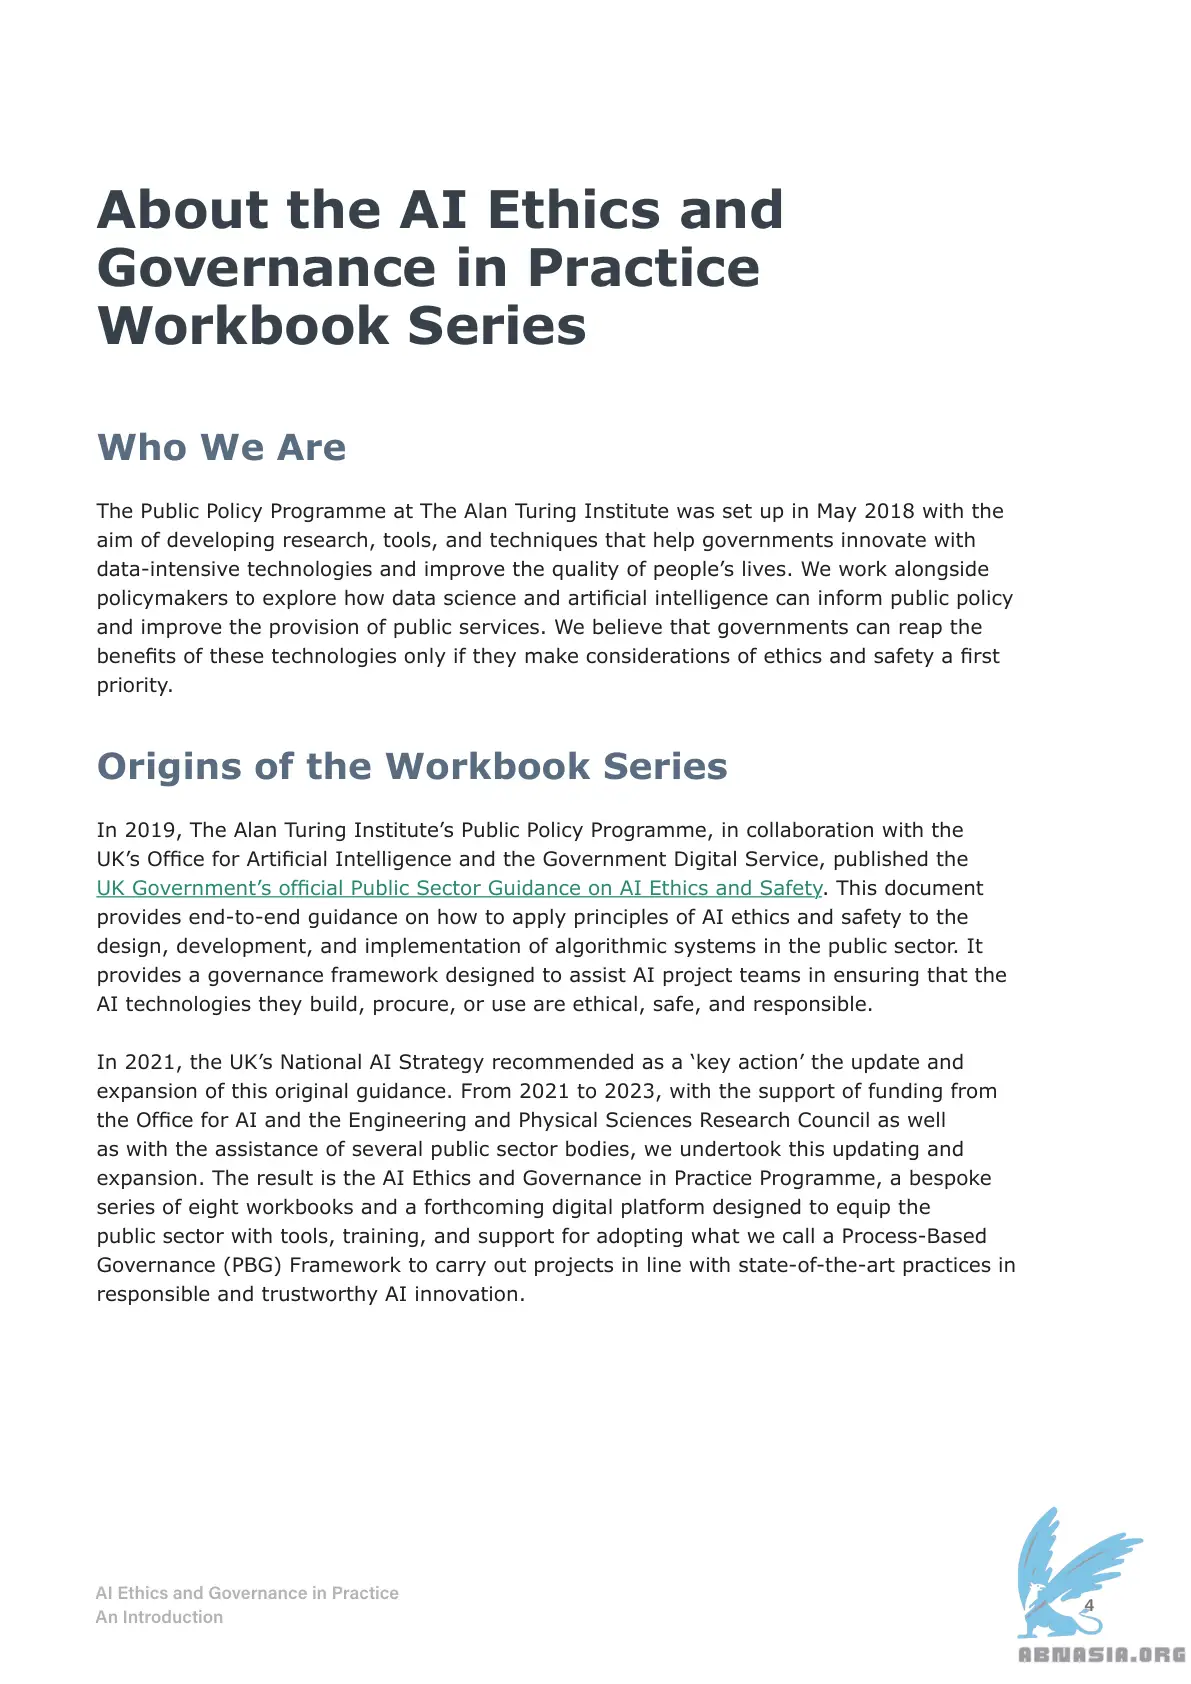 About the AI Ethics and
Governance in Practice
Workbook Series
Who We Are
The Public Policy Programme at The Alan Turing Institute was set up in May 2018 with the
aim of developing research, tools, and techniques that help governments innovate with
data-intensive technologies and improve the quality of people’s lives. We work alongside
policymakers to explore how data science and artificial intelligence can inform public policy
and improve the provision of public services. We believe that governments can reap the
benefits of these technologies only if they make considerations of ethics and safety a first
priority.
Origins of the Workbook Series
In 2019, The Alan Turing Institute’s Public Policy Programme, in collaboration with the
UK’s Office for Artificial Intelligence and the Government Digital Service, published the
UK Government’s official Public Sector Guidance on AI Ethics and Safety. This document
provides end-to-end guidance on how to apply principles of AI ethics and safety to the
design, development, and implementation of algorithmic systems in the public sector. It
provides a governance framework designed to assist AI project teams in ensuring that the
AI technologies they build, procure, or use are ethical, safe, and responsible.
In 2021, the UK’s National AI Strategy recommended as a ‘key action’ the update and
expansion of this original guidance. From 2021 to 2023, with the support of funding from
the Office for AI and the Engineering and Physical Sciences Research Council as well
as with the assistance of several public sector bodies, we undertook this updating and
expansion. The result is the AI Ethics and Governance in Practice Programme, a bespoke
series of eight workbooks and a forthcoming digital platform designed to equip the
public sector with tools, training, and support for adopting what we call a Process-Based
Governance (PBG) Framework to carry out projects in line with state-of-the-art practices in
responsible and trustworthy AI innovation.
AI Ethics and Governance in Practice
An Introduction
4
ABNASIA.ORG